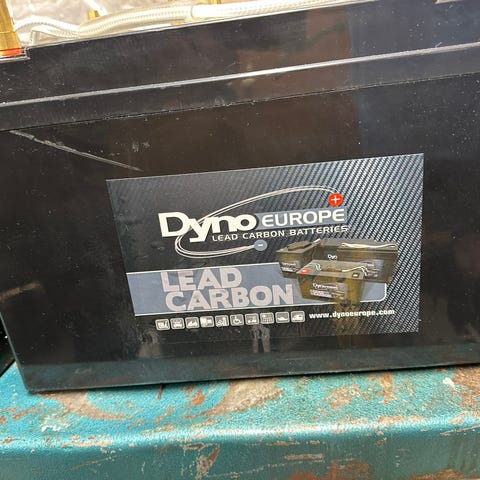 Dyno EUROPE
LEAD CARBON BATTERIES
LEAD
CARBON
www.dynoeurope.com